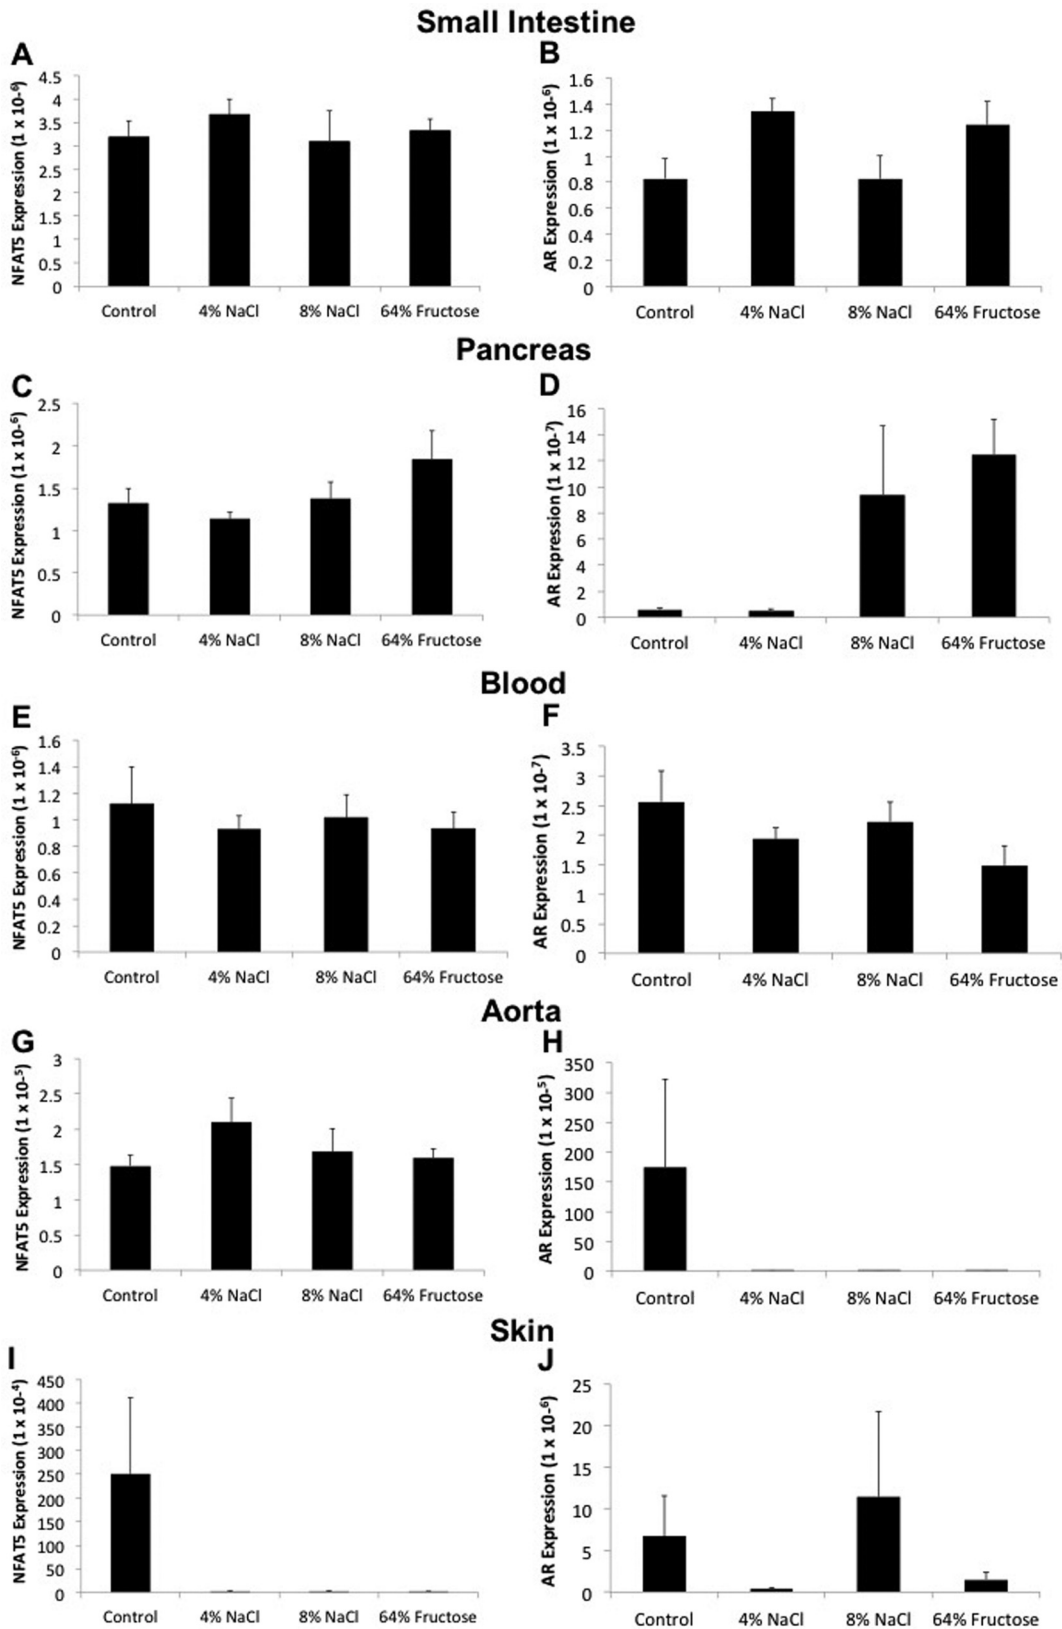 Small Intestine
A
NFAT5 Expression (1 x 10-⁶)
4.5
4
3.5
3
2.5
2
1.5
1
0.5
0
Control 4% NaCl 8% NaCl 64% Fructose
B
AR Expression (1 x 10-⁶)
1.6
1.4
1.2
1
0.8
0.6
0.4
0.2
0
Control 4% NaCl 8% NaCl 64% Fructose
Pancreas
C
NFAT5 Expression (1 x 10-⁶)
2.5
2
1.5
1
0.5
0
Control 4% NaCl 8% NaCl 64% Fructose
D
AR Expression (1 x 10-⁷)
16
14
12
10
8
6
4
2
0
Control 4% NaCl 8% NaCl 64% Fructose
Blood
E
NFAT5 Expression (1 x 10-⁶)
1.6
1.4
1.2
1
0.8
0.6
0.4
0.2
0
Control 4% NaCl 8% NaCl 64% Fructose
F
AR Expression (1 x 10-⁷)
3.5
3
2.5
2
1.5
1
0.5
0
Control 4% NaCl 8% NaCl 64% Fructose
Aorta
G
NFAT5 Expression (1 x 10-⁵)
3
2.5
2
1.5
1
0.5
0
Control 4% NaCl 8% NaCl 64% Fructose
H
AR Expression (1 x 10-⁵)
350
300
250
200
150
100
50
0
Control 4% NaCl 8% NaCl 64% Fructose
Skin
I
NFAT5 Expression (1 x 10-⁴)
450
400
350
300
250
200
150
100
50
0
Control 4% NaCl 8% NaCl 64% Fructose
J
AR Expression (1 x 10-⁶)
25
20
15
10
5
0
Control 4% NaCl 8% NaCl 64% Fructose